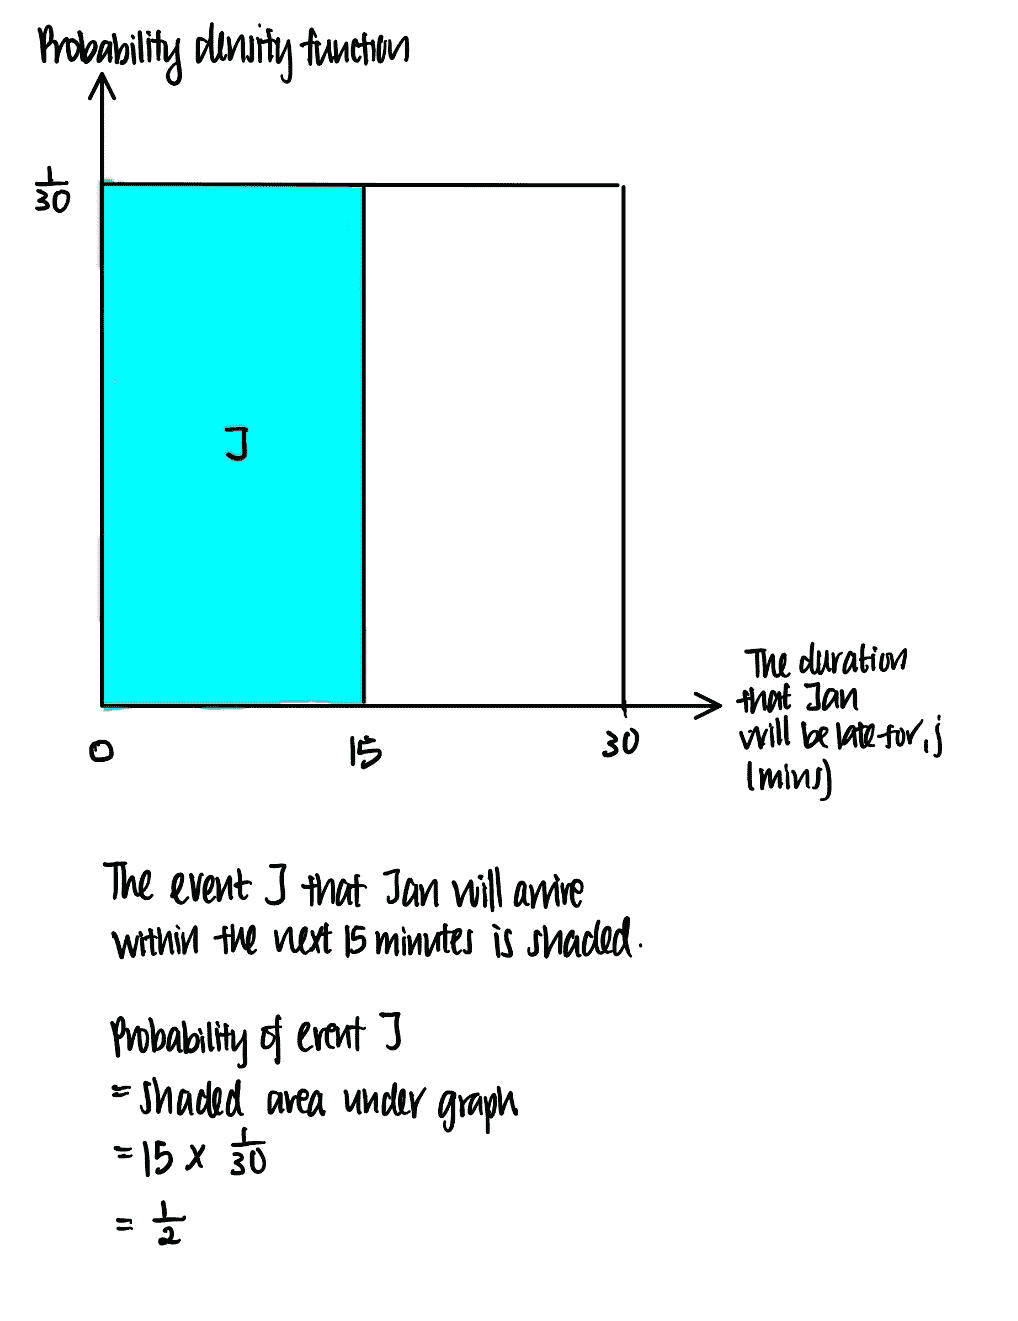 Probability density function
1/30
J
0
15
30
The duration
that Jan
will be late for, j
(mins)
The event J that Jan will arrive
within the next 15 minutes is shaded.
Probability of event J
= shaded area under graph
= 15 × 1/30
= 1/2